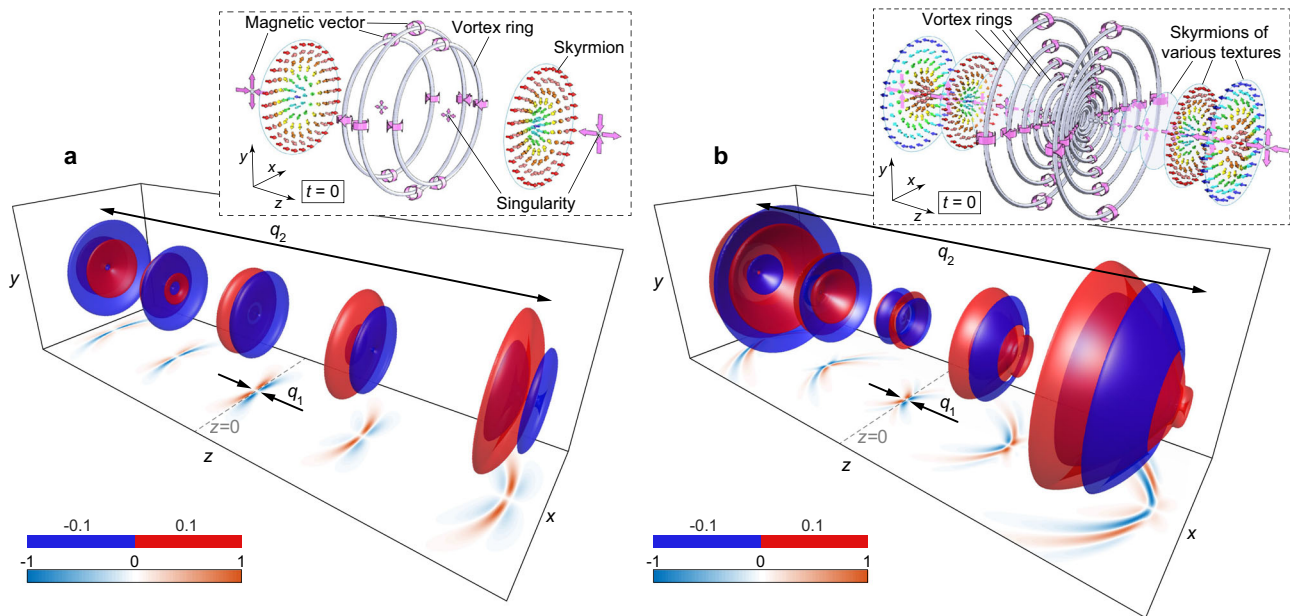 a
Magnetic vector
Vortex ring
Skyrmion
Singularity
y
x
z
t = 0
q2
q1
z=0
y
z
x
-0.1 0.1
-1 0 1
b
Vortex rings
Skyrmions of
various textures
y
x
z
t = 0
q2
q1
z=0
y
z
x
-0.1 0.1
-1 0 1